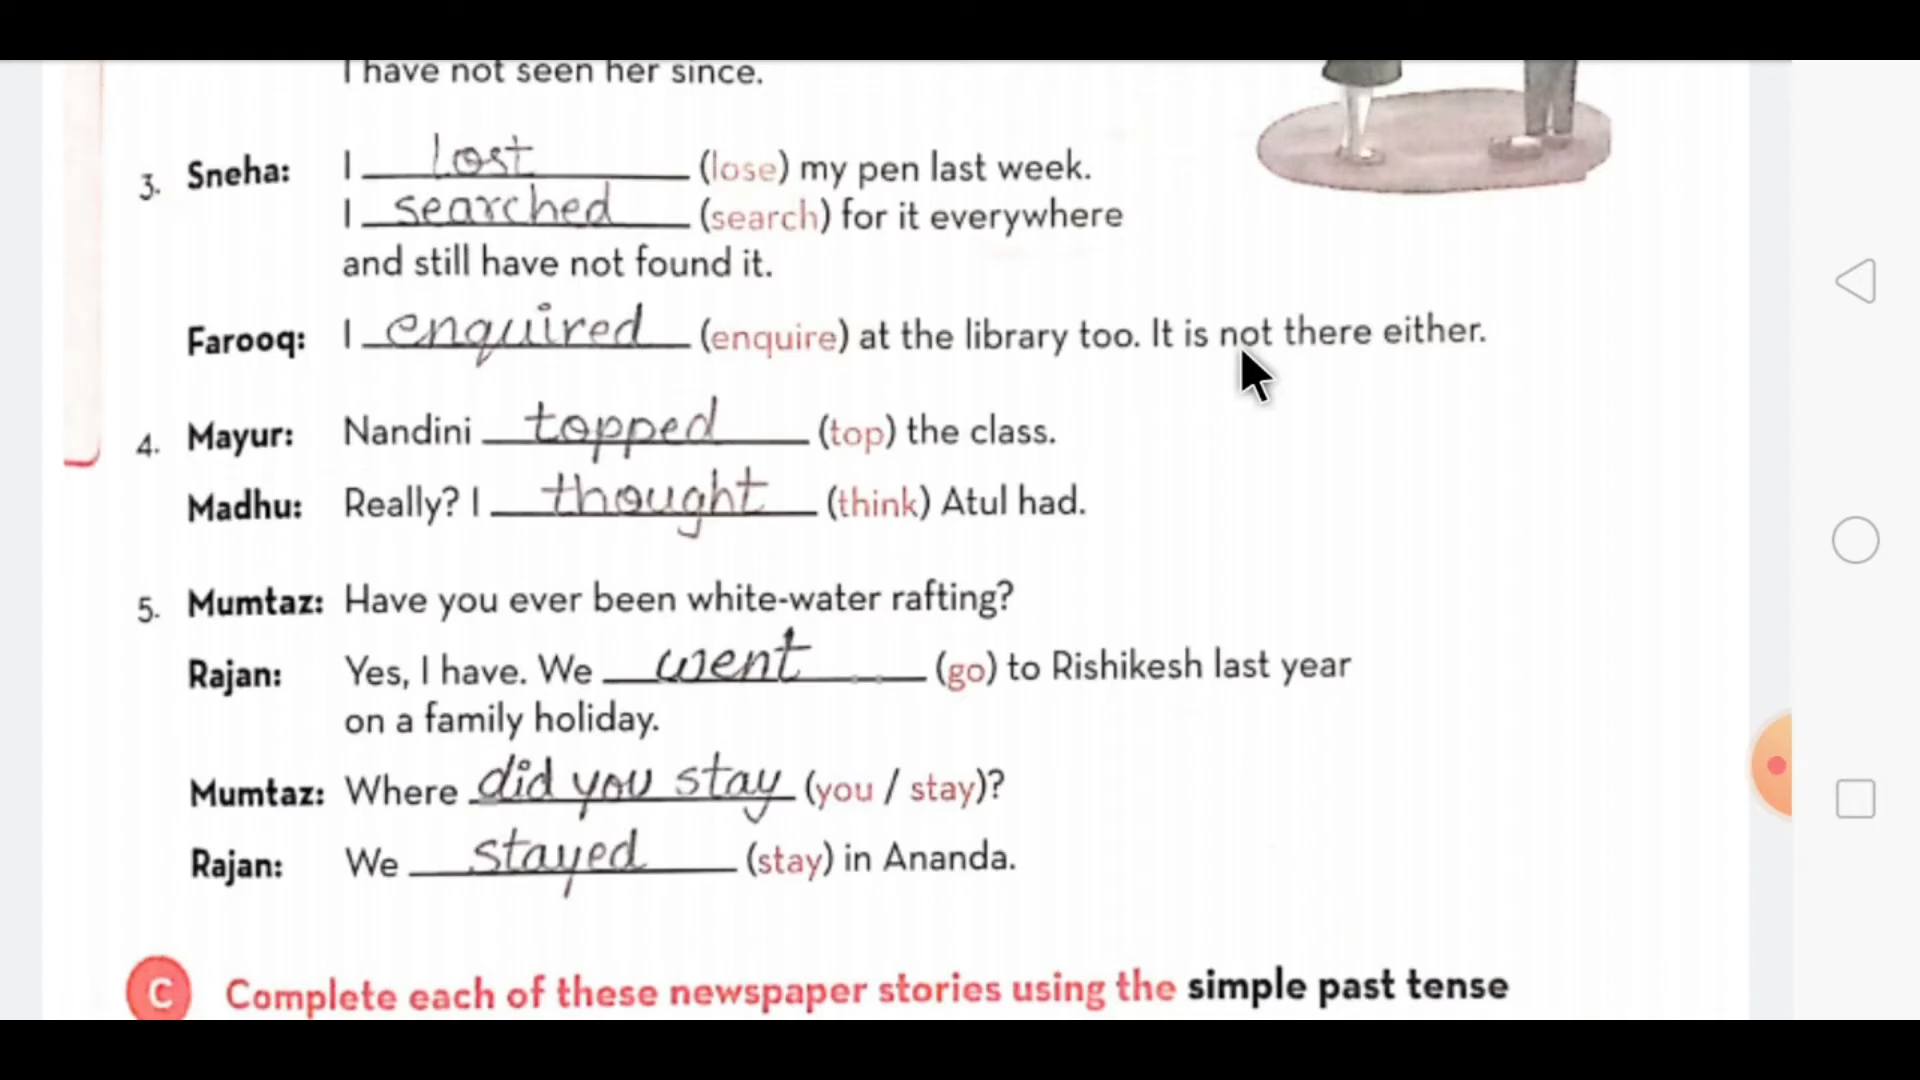 I have not seen her since.
3. Sneha: I lost (lose) my pen last week.
I searched (search) for it everywhere
and still have not found it.
Farooq: I enquired (enquire) at the library too. It is not there either.
4. Mayur: Nandini topped (top) the class.
Madhu: Really? I thought (think) Atul had.
5. Mumtaz: Have you ever been white-water rafting?
Rajan: Yes, I have. We went (go) to Rishikesh last year
on a family holiday.
Mumtaz: Where did you stay (you / stay)?
Rajan: We stayed (stay) in Ananda.
C Complete each of these newspaper stories using the simple past tense